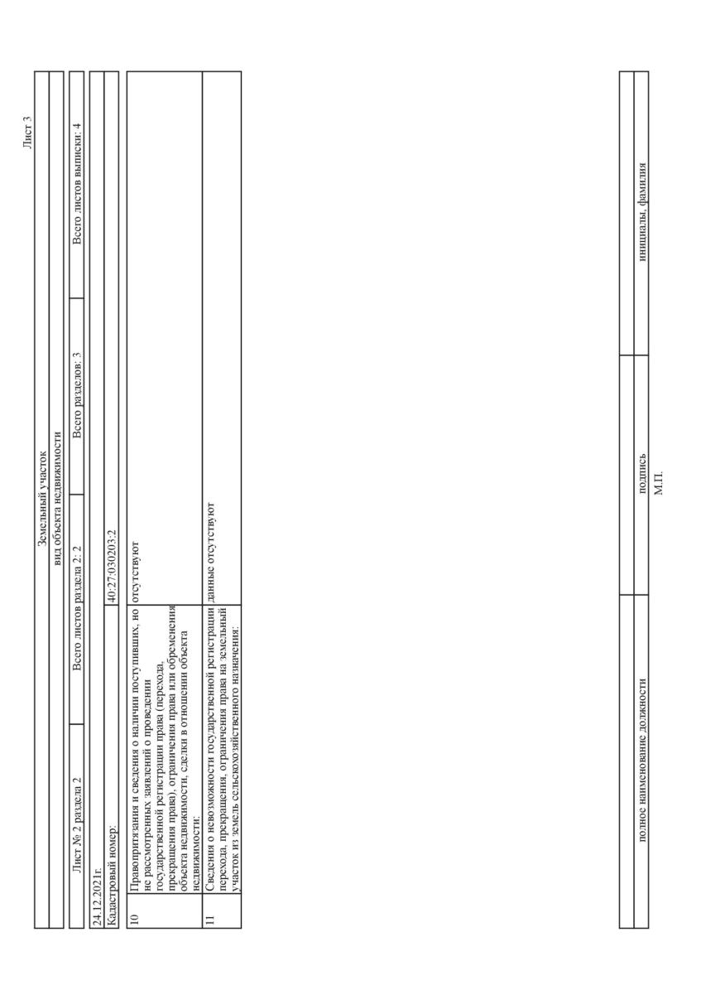 Лист 3
Земельный участок
вид объекта недвижимости
Лист № 2 раздела 2
Всего листов раздела 2: 2
Всего разделов: 3
Всего листов выписки: 4
24.12.2021г.
Кадастровый номер:
40:27:030203:2
10
Правопритязания и сведения о наличии поступивших, но
не рассмотренных заявлений о проведении
государственной регистрации права (перехода,
прекращения права), ограничения права или обременения
объекта недвижимости, сделки в отношении объекта
недвижимости:
отсутствуют
11
Сведения о невозможности государственной регистрации
перехода, прекращения, ограничения права на земельный
участок из земель сельскохозяйственного назначения:
данные отсутствуют
полное наименование должности
подпись
инициалы, фамилия
М.П.